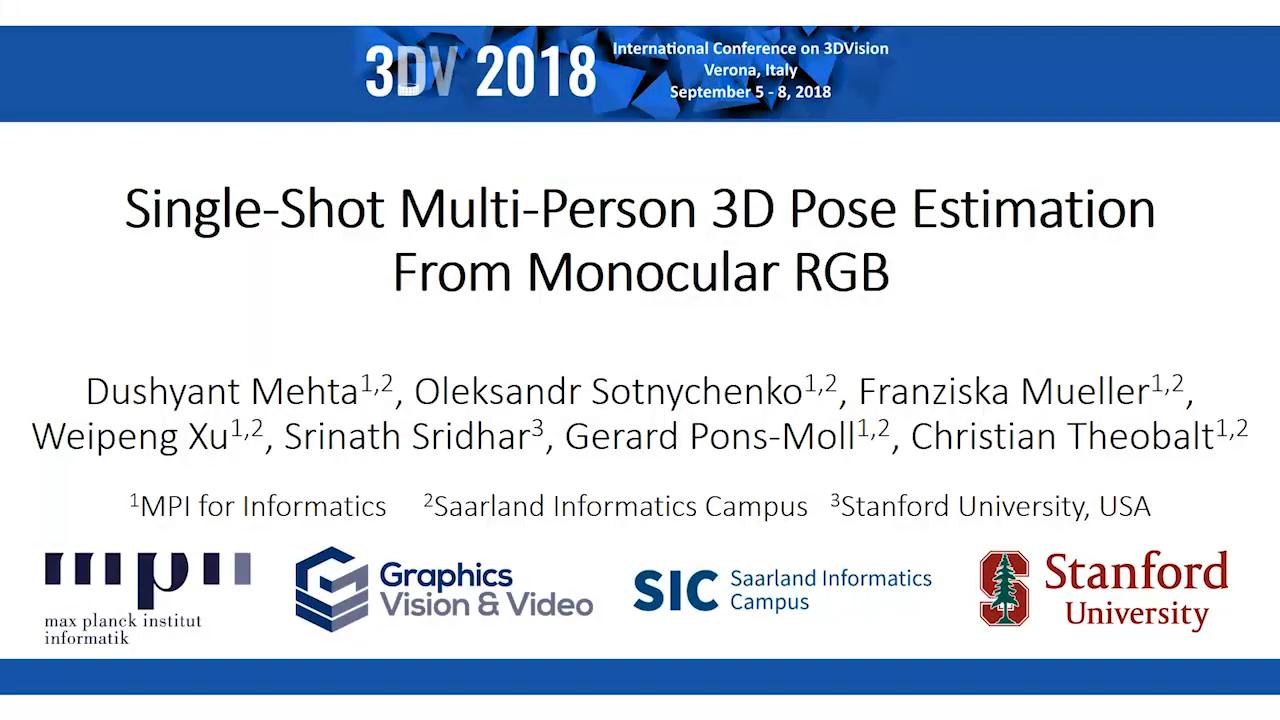 3DV 2018
International Conference on 3DVision
Verona, Italy
September 5 - 8, 2018
Single-Shot Multi-Person 3D Pose Estimation
From Monocular RGB
Dushyant Mehta1,2, Oleksandr Sotnychenko1,2, Franziska Mueller1,2,
Weipeng Xu1,2, Srinath Sridhar3, Gerard Pons-Moll1,2, Christian Theobalt1,2
1MPI for Informatics 2Saarland Informatics Campus 3Stanford University, USA
mpii
max planck institut
informatik
Graphics
Vision & Video
SIC
Saarland Informatics
Campus
S
Stanford
University